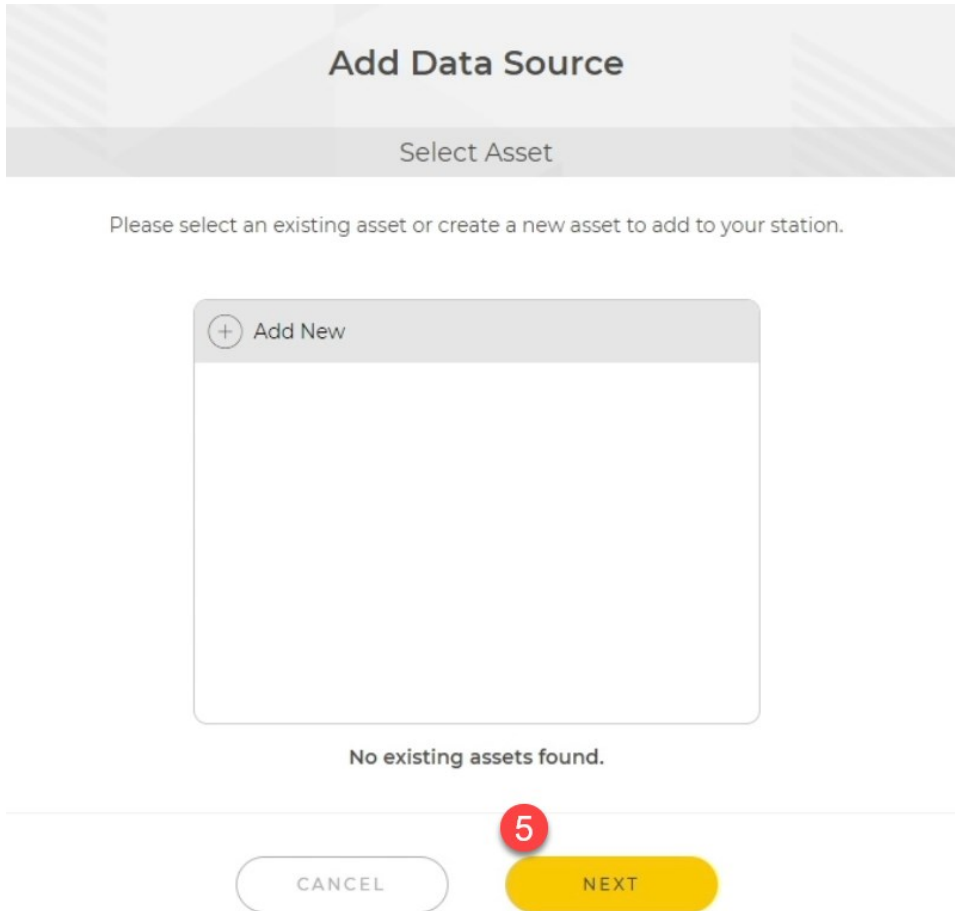 Add Data Source
Select Asset
Please select an existing asset or create a new asset to add to your station.
+ Add New
No existing assets found.
5
CANCEL
NEXT